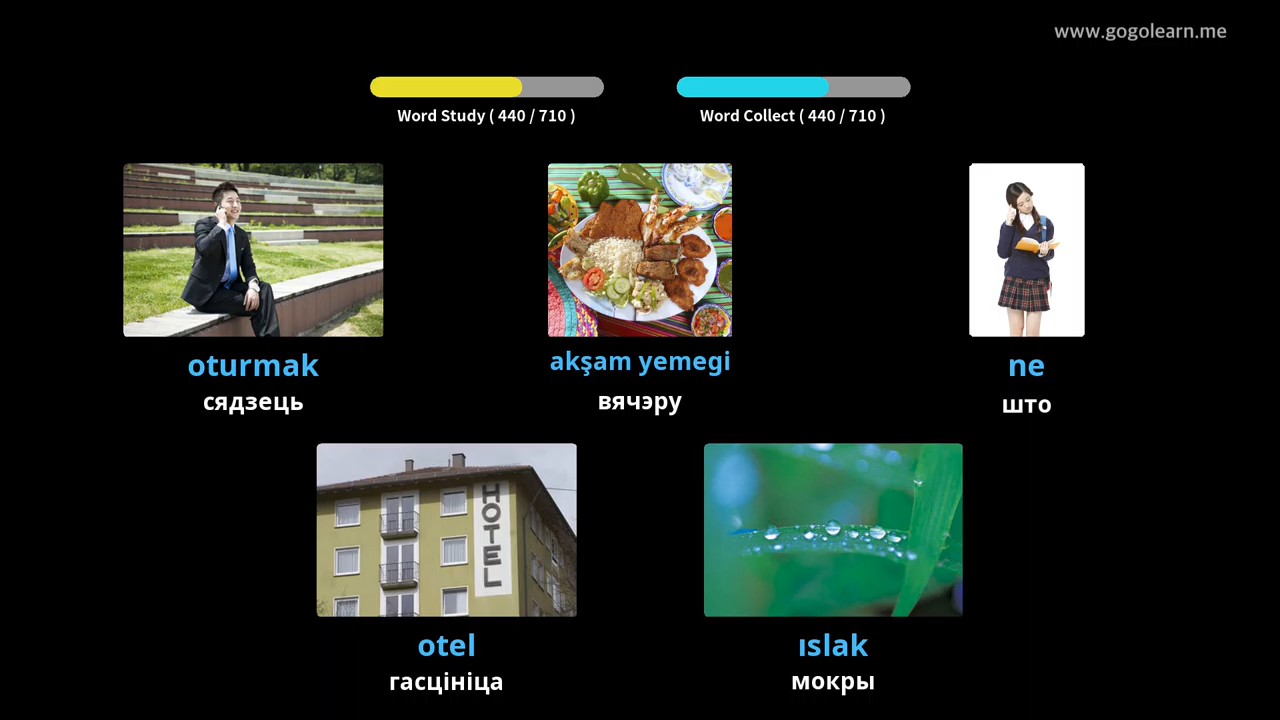 www.gogolearn.me
Word Study ( 440 / 710 )
Word Collect ( 440 / 710 )
oturmak
сядзець
akşam yemegi
вячэру
ne
што
HOTEL
otel
гасцініца
ıslak
мокры